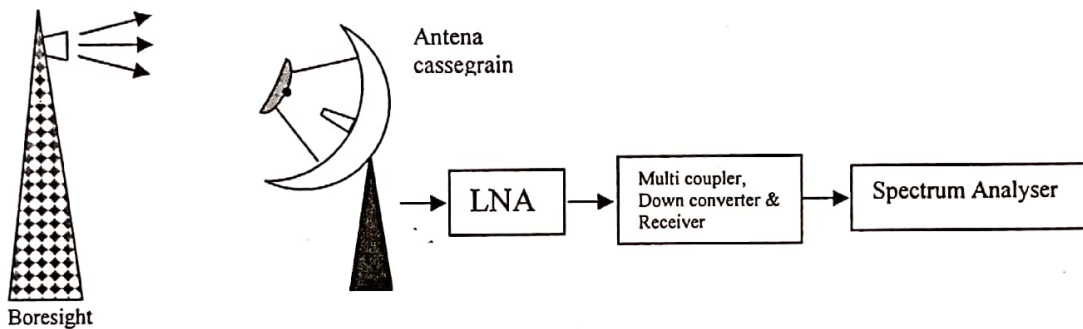 Antena
cassegrain
LNA
Multi coupler,
Down converter &
Receiver
Spectrum Analyser
Boresight